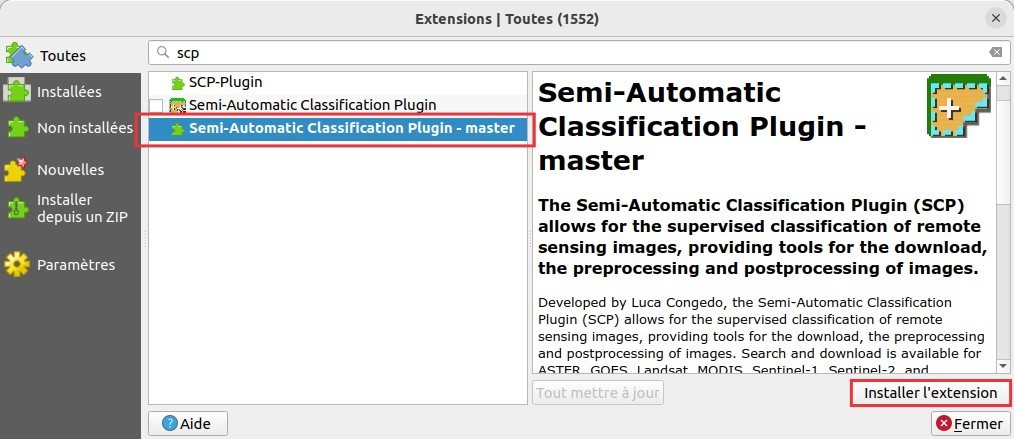 Extensions | Toutes (1552)
Toutes
Installées
Non installées
Nouvelles
Installer
depuis un ZIP
Paramètres
scp
SCP-Plugin
Semi-Automatic Classification Plugin
Semi-Automatic Classification Plugin - master
Semi-Automatic
Classification Plugin -
master
The Semi-Automatic Classification Plugin (SCP)
allows for the supervised classification of remote
sensing images, providing tools for the download,
the preprocessing and postprocessing of images.
Developed by Luca Congedo, the Semi-Automatic Classification
Plugin (SCP) allows for the supervised classification of remote
sensing images, providing tools for the download, the preprocessing
and postprocessing of images. Search and download is available for
ASTER, GOES, Landsat, MODIS, Sentinel-1, Sentinel-2, and
Tout mettre à jour
Installer l'extension
Aide
Fermer